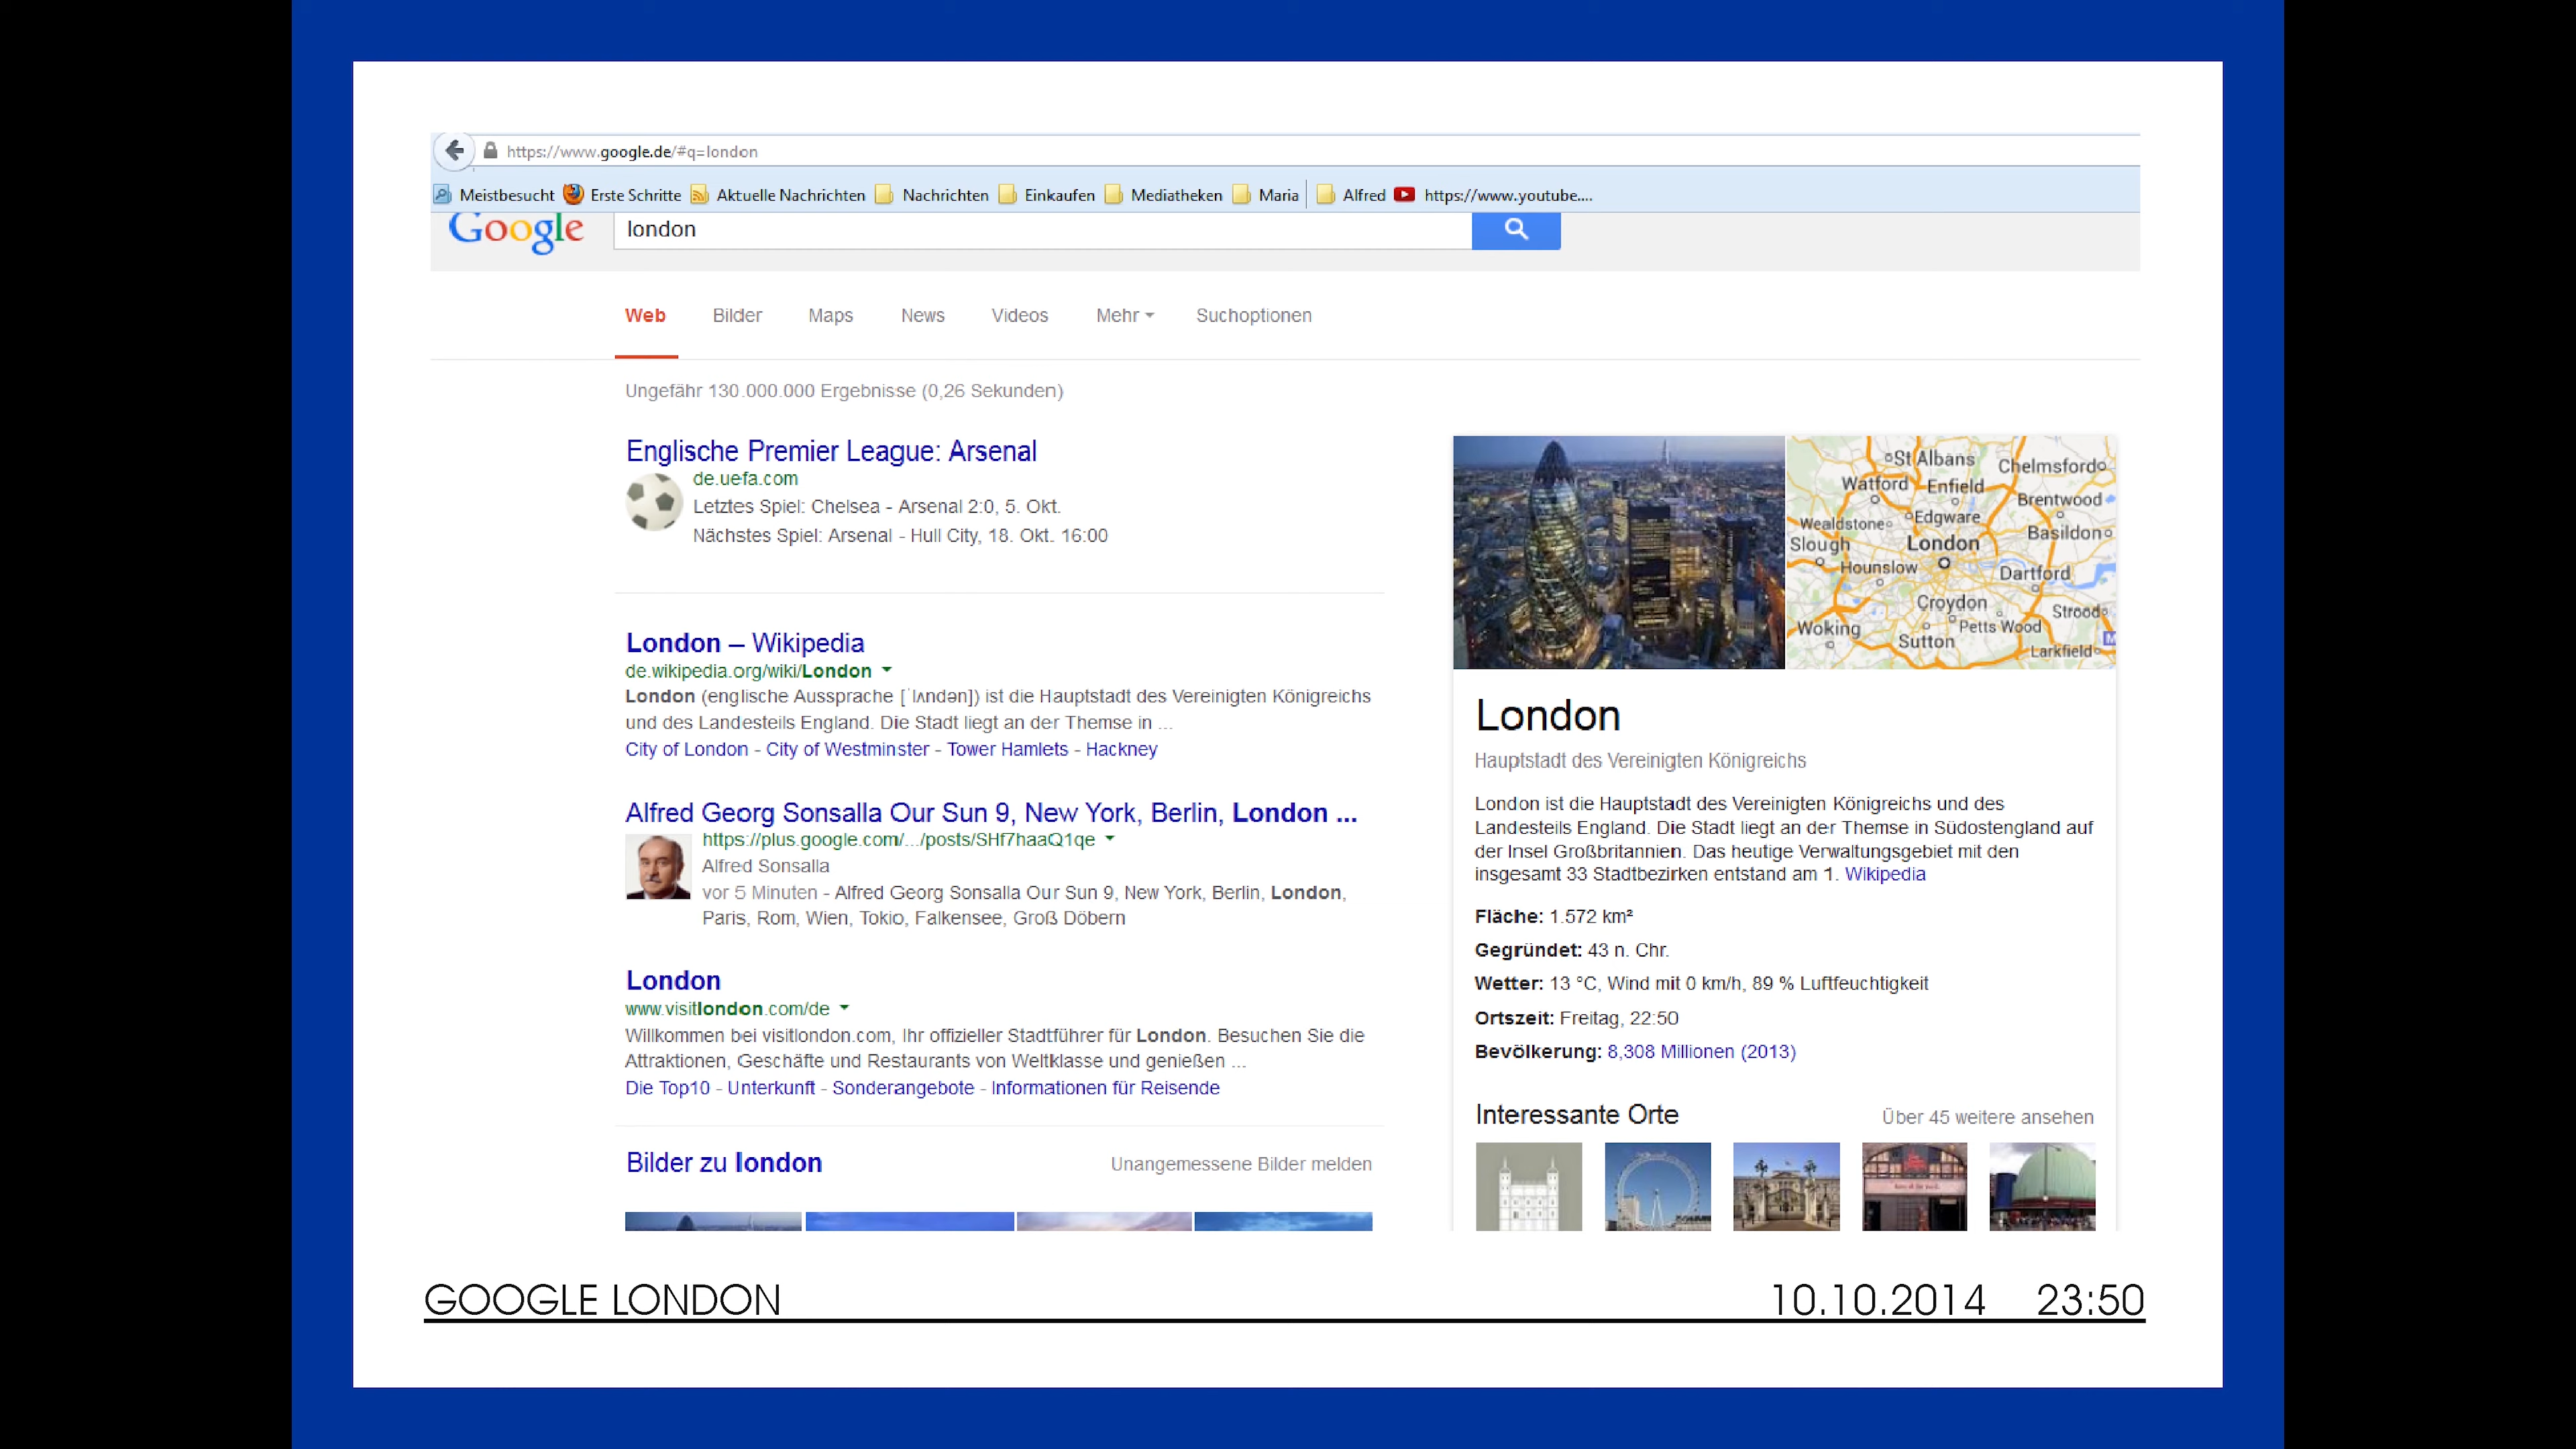 https://www.google.de/#q=london
Meistbesucht Erste Schritte Aktuelle Nachrichten Nachrichten Einkaufen Mediatheken Maria Alfred https://www.youtube....
Google london
Web Bilder Maps News Videos Mehr Suchoptionen
Ungefähr 130.000.000 Ergebnisse (0,26 Sekunden)
Englische Premier League: Arsenal
de.uefa.com
Letztes Spiel: Chelsea - Arsenal 2:0, 5. Okt.
Nächstes Spiel: Arsenal - Hull City, 18. Okt. 16:00
London – Wikipedia
de.wikipedia.org/wiki/London
London (englische Aussprache [ˈlʌndən]) ist die Hauptstadt des Vereinigten Königreichs
und des Landesteils England. Die Stadt liegt an der Themse in ...
City of London - City of Westminster - Tower Hamlets - Hackney
Alfred Georg Sonsalla Our Sun 9, New York, Berlin, London ...
https://plus.google.com/.../posts/SHf7haaQ1qe
Alfred Sonsalla
vor 5 Minuten - Alfred Georg Sonsalla Our Sun 9, New York, Berlin, London,
Paris, Rom, Wien, Tokio, Falkensee, Groß Döbern
London
www.visitlondon.com/de
Willkommen bei visitlondon.com, Ihr offizieller Stadtführer für London. Besuchen Sie die
Attraktionen, Geschäfte und Restaurants von Weltklasse und genießen ...
Die Top10 - Unterkunft - Sonderangebote - Informationen für Reisende
Bilder zu london Unangemessene Bilder melden
St Albans Chelmsford
Watford Enfield
Brentwood
Wealdstone Edgware
Basildon
Slough London
Hounslow Dartford
Croydon Strood
Woking Petts Wood
Sutton
Larkfield
London
Hauptstadt des Vereinigten Königreichs
London ist die Hauptstadt des Vereinigten Königreichs und des
Landesteils England. Die Stadt liegt an der Themse in Südostengland auf
der Insel Großbritannien. Das heutige Verwaltungsgebiet mit den
insgesamt 33 Stadtbezirken entstand am 1. Wikipedia
Fläche: 1.572 km²
Gegründet: 43 n. Chr.
Wetter: 13 °C, Wind mit 0 km/h, 89 % Luftfeuchtigkeit
Ortszeit: Freitag, 22:50
Bevölkerung: 8,308 Millionen (2013)
Interessante Orte Über 45 weitere ansehen
GOOGLE LONDON 10.10.2014 23:50